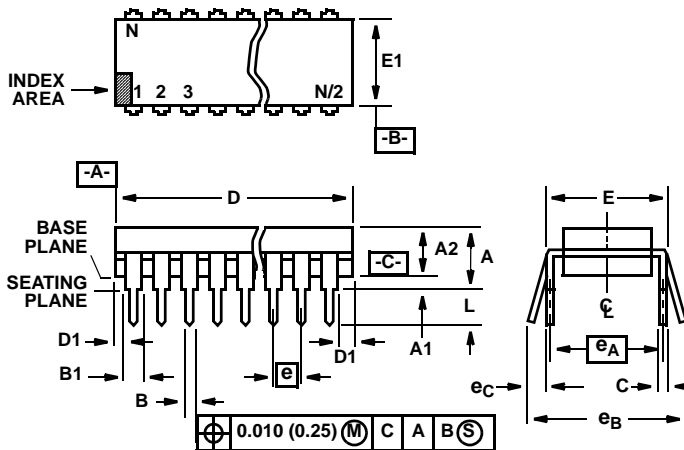 N
INDEX
AREA
1 2 3 N/2
E1
-B-
-A-
D
E
BASE
PLANE
A2
A
-C-
SEATING
PLANE
L
CL
D1
A1
D1
eA
B1
e
eC
C
B
eB
0.010 (0.25) M C A B S